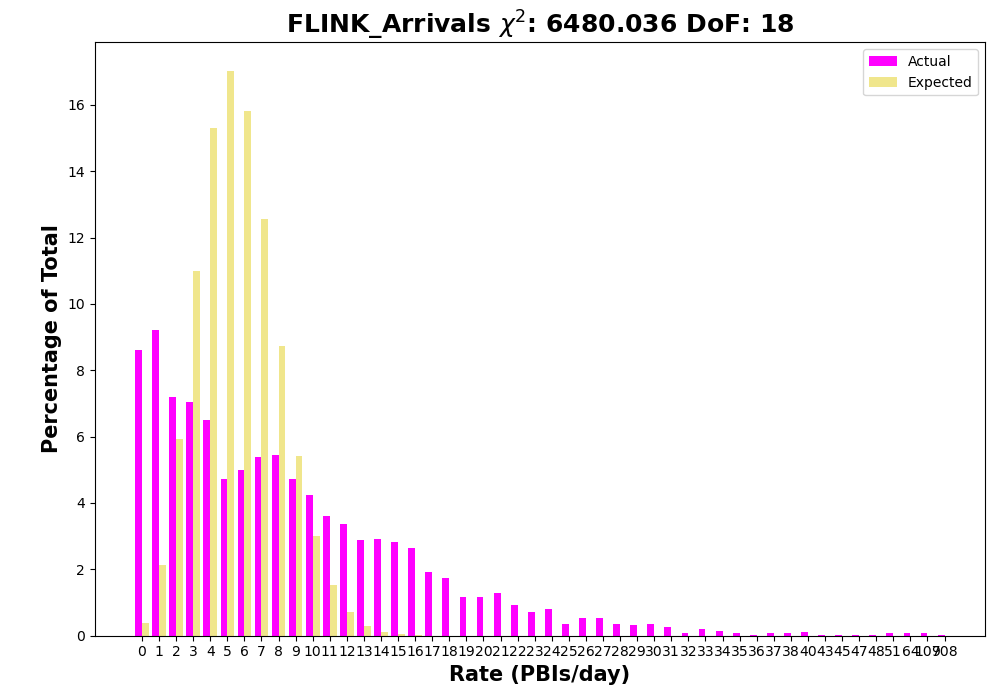 FLINK_Arrivals χ²: 6480.036 DoF: 18
Actual
Expected
16
14
12
10
8
6
4
2
0
Percentage of Total
0 1 2 3 4 5 6 7 8 9 10 11 12 13 14 15 16 17 18 19 20 21 22 23 24 25 26 27 28 29 30 31 32 33 34 35 36 37 38 40 43 45 47 48 51 64
Rate (PBIs/day)